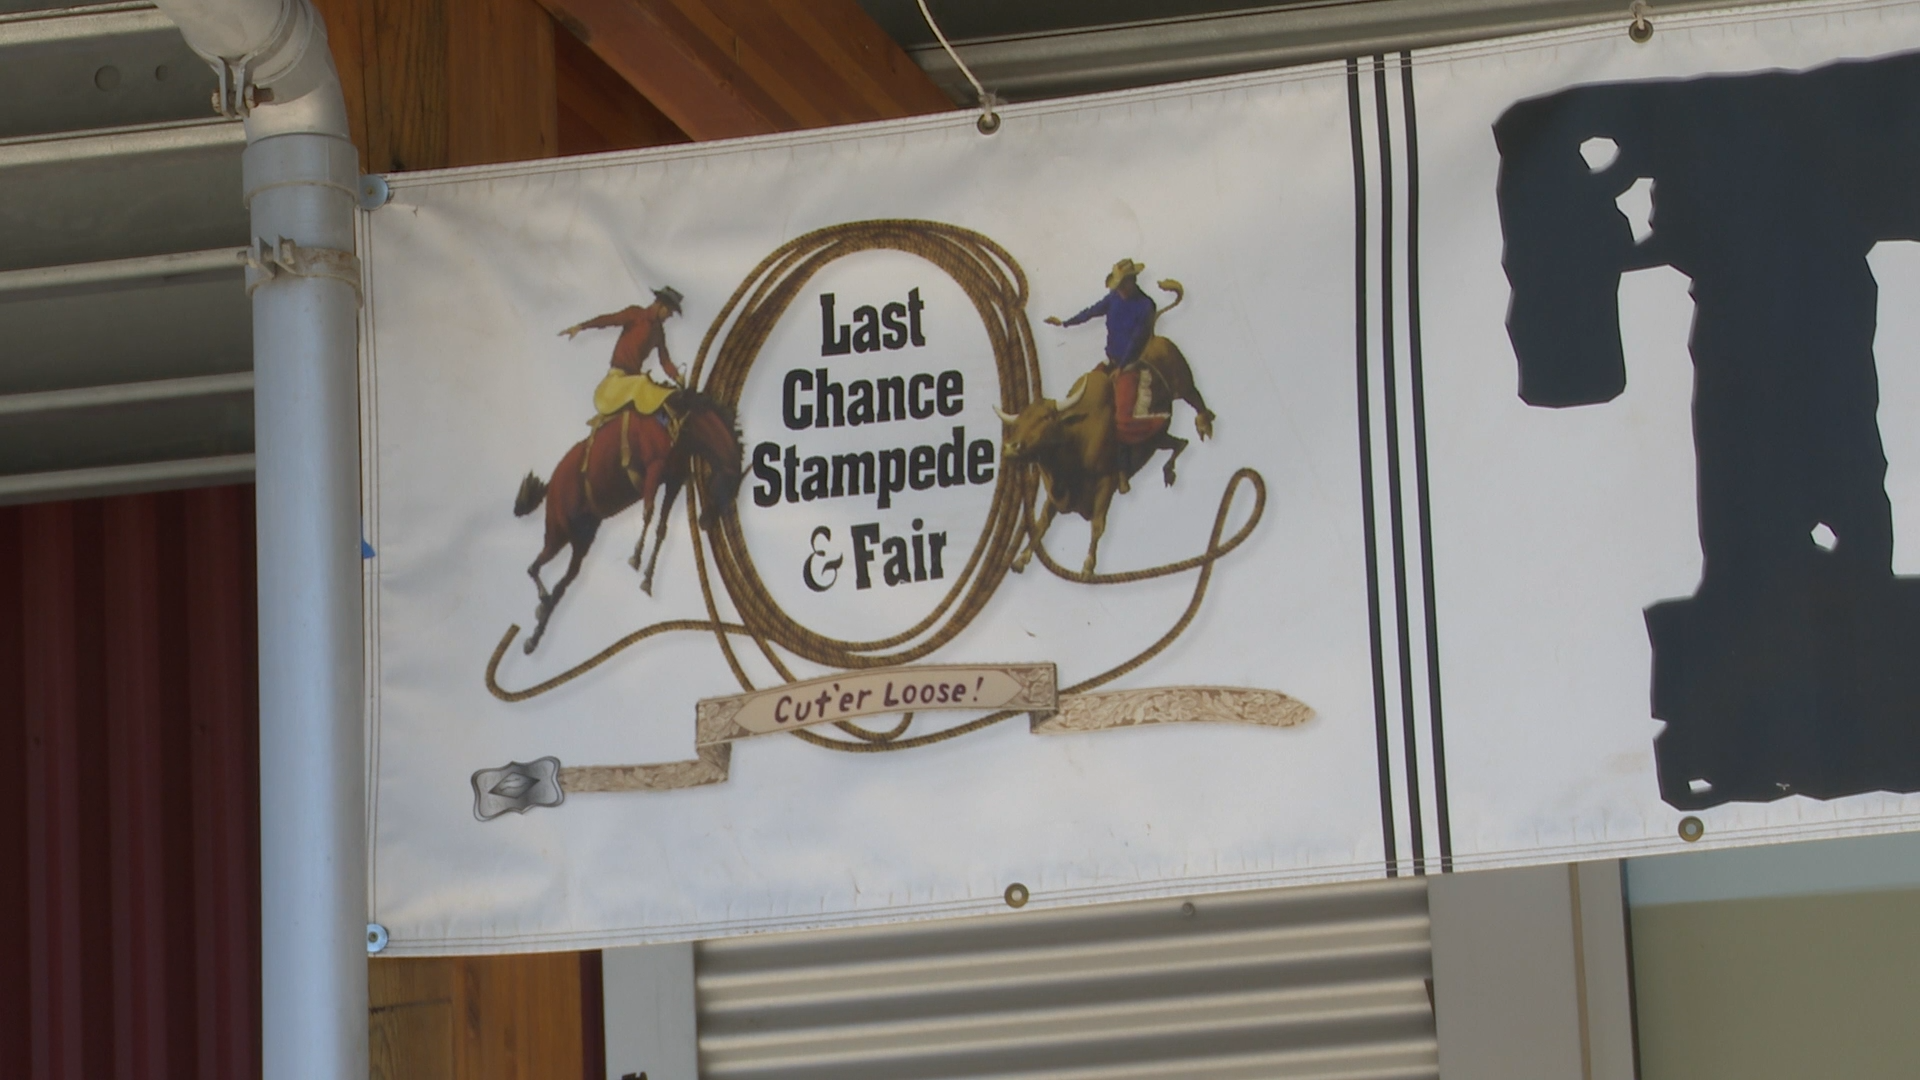 Last
Chance
Stampede
& Fair
Cut'er Loose!
T